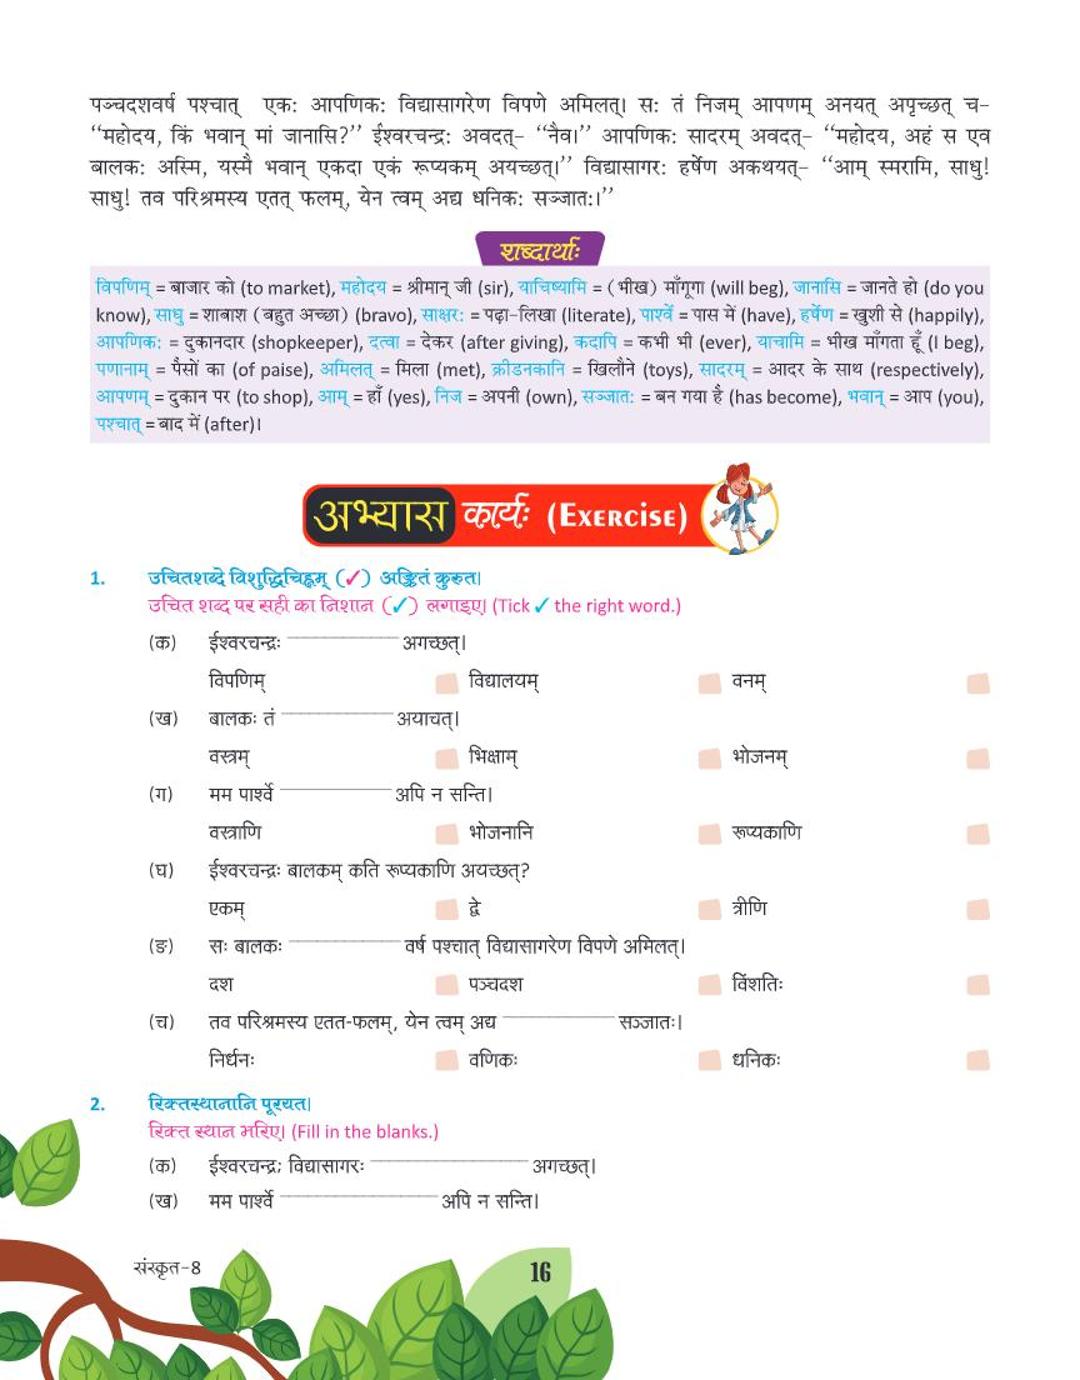 पञ्चदशवर्ष पश्चात् एक: आपणिक: विद्यासागरेण विपणे अमिलत्। स: तं निजम् आपणम् अनयत् अपृच्छत् च–
‘‘महोदय, किं भवान् मां जानासि?’’ ईश्वरचन्द्र: अवदत्– ‘‘नैव।’’ आपणिक: सादरम् अवदत्– ‘‘महोदय, अहं स एव
बालक: अस्मि, यस्मै भवान् एकदा एकं रूप्यकम् अयच्छत्।’’ विद्यासागर: हर्षेण अकथयत्– ‘‘आम् स्मरामि, साधु!
साधु! तव परिश्रमस्य एतत् फलम्, येन त्वम् अद्य धनिक: सञ्जात:।’’
शब्दार्थाः
विपणिम् = बाजार को (to market), महोदय = श्रीमान् जी (sir), याचिष्यामि = (भीख) माँगूगा (will beg), जानासि = जानते हो (do you
know), साधु = शाबाश (बहुत अच्छा) (bravo), साक्षर: = पढ़ा-लिखा (literate), पार्श्वे = पास में (have), हर्षेण = खुशी से (happily),
आपणिक: = दुकानदार (shopkeeper), दत्वा = देकर (after giving), कदापि = कभी भी (ever), याचामि = भीख माँगता हूँ (I beg),
पणानाम् = पैसों का (of paise), अमिलत् = मिला (met), क्रीडनकानि = खिलौने (toys), सादरम् = आदर के साथ (respectively),
आपणम् = दुकान पर (to shop), आम् = हाँ (yes), निज = अपनी (own), सञ्जात: = बन गया है (has become), भवान् = आप (you),
पश्चात् = बाद में (after)।
अभ्यास कार्यः (Exercise)
1. उचितशब्दे विशुद्धिचिह्नम् (✓) अङ्कितं कुरुत।
उचित शब्द पर सही का निशान (✓) लगाइए। (Tick ✓ the right word.)
(क) ईश्वरचन्द्रः ____________ अगच्छत्।
विपणिम् विद्यालयम् वनम्
(ख) बालकः तं ____________ अयाचत्।
वस्त्रम् भिक्षाम् भोजनम्
(ग) मम पार्श्वे ____________ अपि न सन्ति।
वस्त्राणि भोजनानि रूप्यकाणि
(घ) ईश्वरचन्द्रः बालकम् कति रूप्यकाणि अयच्छत्?
एकम् द्वे त्रीणि
(ङ) सः बालकः ____________ वर्ष पश्चात् विद्यासागरेण विपणे अमिलत्।
दश पञ्चदश विंशतिः
(च) तव परिश्रमस्य एतत-फलम्, येन त्वम् अद्य ____________ सञ्जातः।
निर्धनः वणिकः धनिकः
2. रिक्तस्थानानि पूरयत।
रिक्त स्थान भरिए। (Fill in the blanks.)
(क) ईश्वरचन्द्र; विद्यासागरः ____________ अगच्छत्।
(ख) मम पार्श्वे ____________ अपि न सन्ति।
संस्कृत-8
16